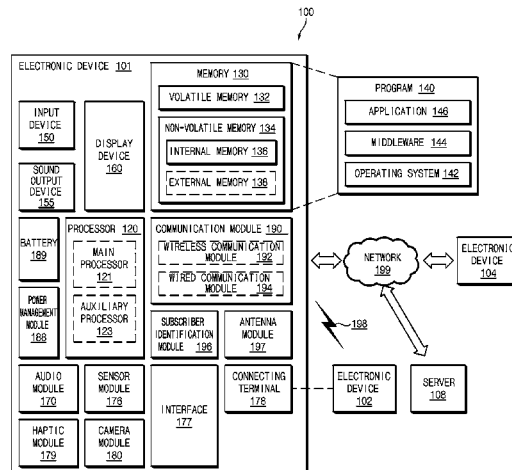 100
ELECTRONIC DEVICE 101
MEMORY 130
VOLATILE MEMORY 132
NON-VOLATILE MEMORY 134
INTERNAL MEMORY 136
EXTERNAL MEMORY 138
PROGRAM 140
APPLICATION 146
MIDDLEWARE 144
OPERATING SYSTEM 142
INPUT
DEVICE
150
DISPLAY
DEVICE
160
SOUND
OUTPUT
DEVICE
155
BATTERY
189
POWER
MANAGEMENT
MODULE
188
PROCESSOR 120
MAIN
PROCESSOR
121
AUXILIARY
PROCESSOR
123
COMMUNICATION MODULE 190
WIRELESS COMMUNICATION
MODULE 192
WIRED COMMUNICATION
MODULE 194
SUBSCRIBER
IDENTIFICATION
MODULE 196
ANTENNA MODULE
197
NETWORK
199
ELECTRONIC
DEVICE
104
198
AUDIO
MODULE
170
SENSOR
MODULE
176
INTERFACE
177
CONNECTING
TERMINAL
178
ELECTRONIC
DEVICE
102
SERVER
108
HAPTIC
MODULE
179
CAMERA
MODULE
180